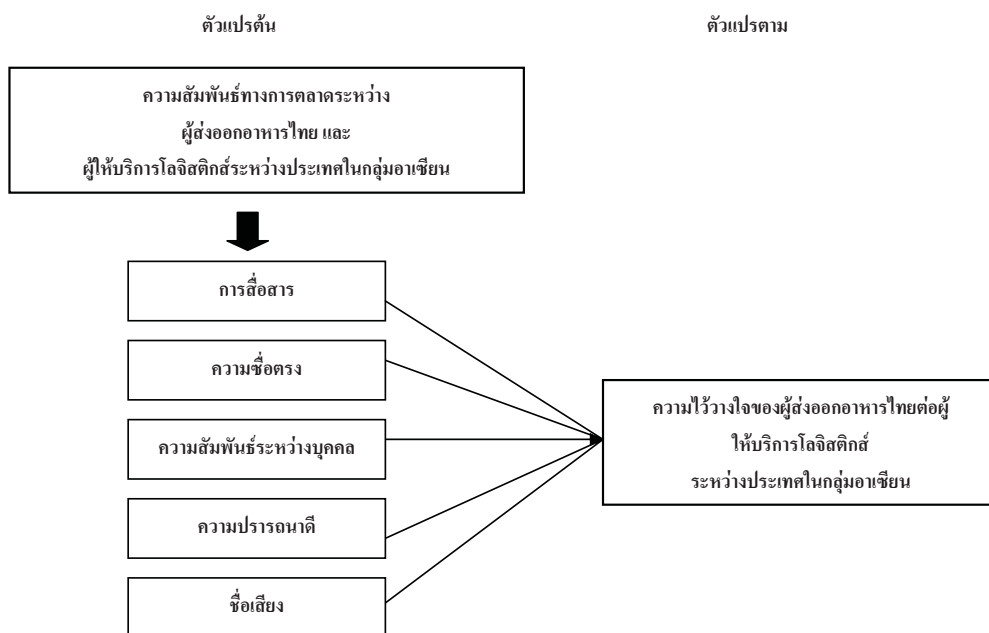 ตัวแปรต้น
ตัวแปรตาม
ความสัมพันธ์ทางการตลาดระหว่าง
ผู้ส่งออกอาหารไทย และ
ผู้ให้บริการโลจิสติกส์ระหว่างประเทศในกลุ่มอาเซียน
การสื่อสาร
ความซื่อตรง
ความสัมพันธ์ระหว่างบุคคล
ความปรารถนาดี
ชื่อเสียง
ความไว้วางใจของผู้ส่งออกอาหารไทยต่อผู้
ให้บริการโลจิสติกส์
ระหว่างประเทศในกลุ่มอาเซียน